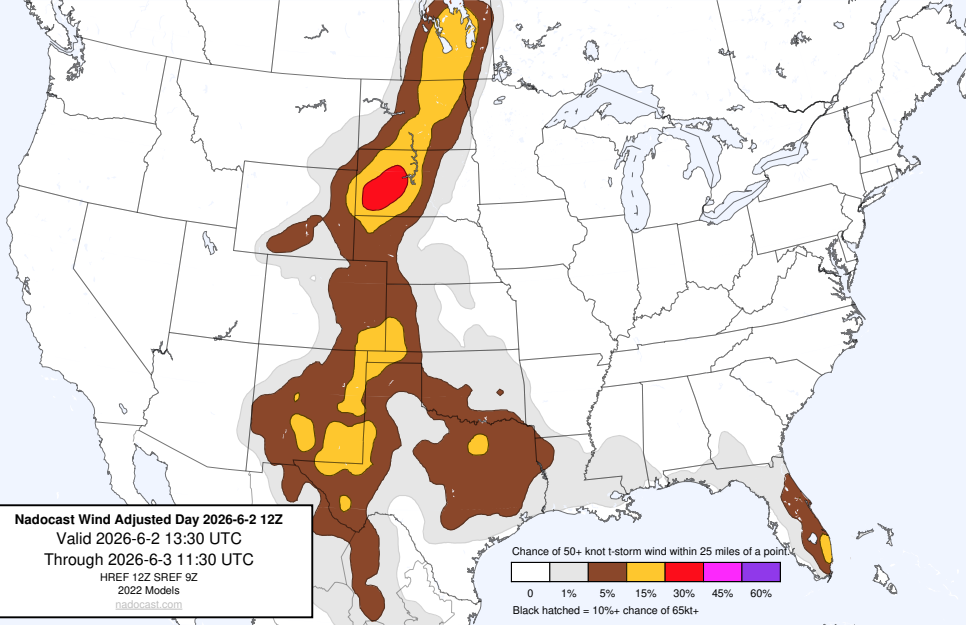 Nadocast Wind Adjusted Day 2026-6-2 12Z
Valid 2026-6-2 13:30 UTC
Through 2026-6-3 11:30 UTC
HREF 12Z SREF 9Z
2022 Models
nadocast.com
Chance of 50+ knot t-storm wind within 25 miles of a point.
0 1% 5% 15% 30% 45% 60%
Black hatched = 10%+ chance of 65kt+